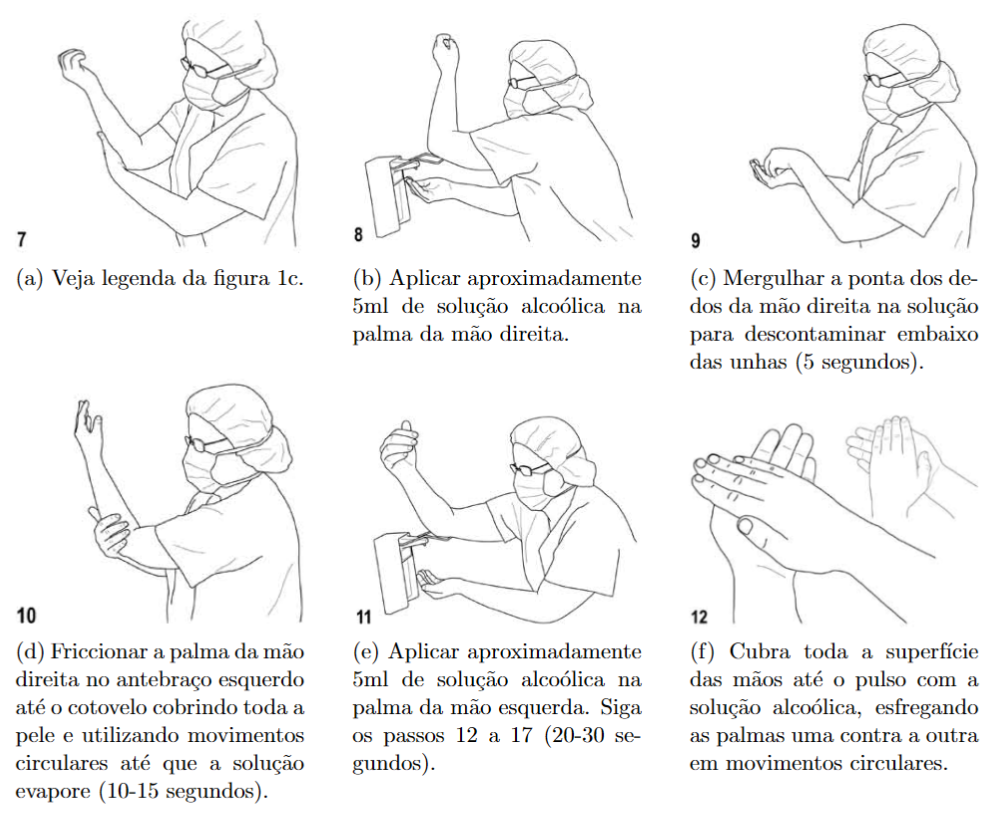 7
8
9
(a) Veja legenda da figura 1c.
(b) Aplicar aproximadamente
5ml de solução alcoólica na
palma da mão direita.
(c) Mergulhar a ponta dos de-
dos da mão direita na solução
para descontaminar embaixo
das unhas (5 segundos).
10
11
12
(d) Friccionar a palma da mão
direita no antebraço esquerdo
até o cotovelo cobrindo toda a
pele e utilizando movimentos
circulares até que a solução
evapore (10-15 segundos).
(e) Aplicar aproximadamente
5ml de solução alcoólica na
palma da mão esquerda. Siga
os passos 12 a 17 (20-30 se-
gundos).
(f) Cubra toda a superfície
das mãos até o pulso com a
solução alcoólica, esfregando
as palmas uma contra a outra
em movimentos circulares.